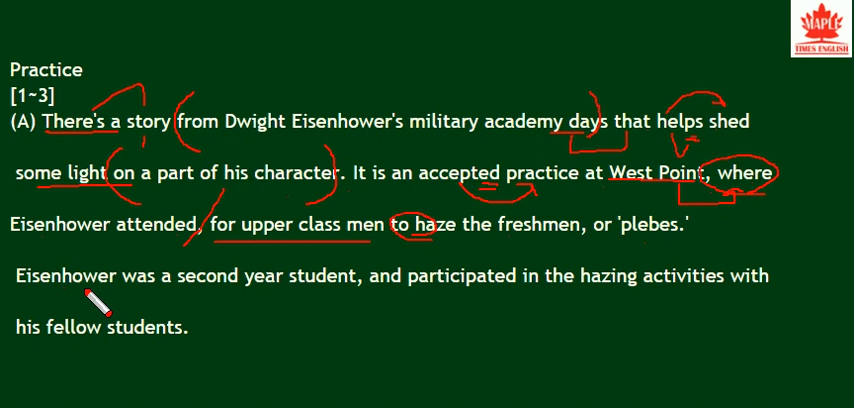 MAPLE
TIMES ENGLISH
Practice
[1~3]
(A) There's a story from Dwight Eisenhower's military academy days that helps shed
some light on a part of his character. It is an accepted practice at West Point, where
Eisenhower attended, for upper class men to haze the freshmen, or 'plebes.'
Eisenhower was a second year student, and participated in the hazing activities with
his fellow students.